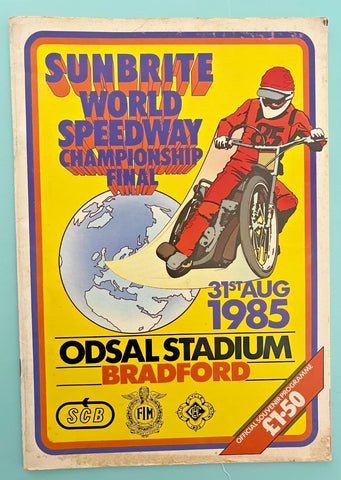 SUNBRITE
WORLD
SPEEDWAY
CHAMPIONSHIP
FINAL
85
31ST AUG
1985
ODSAL STADIUM
BRADFORD
SCB
FIM
OFFICIAL SOUVENIR PROGRAMME
£1·50